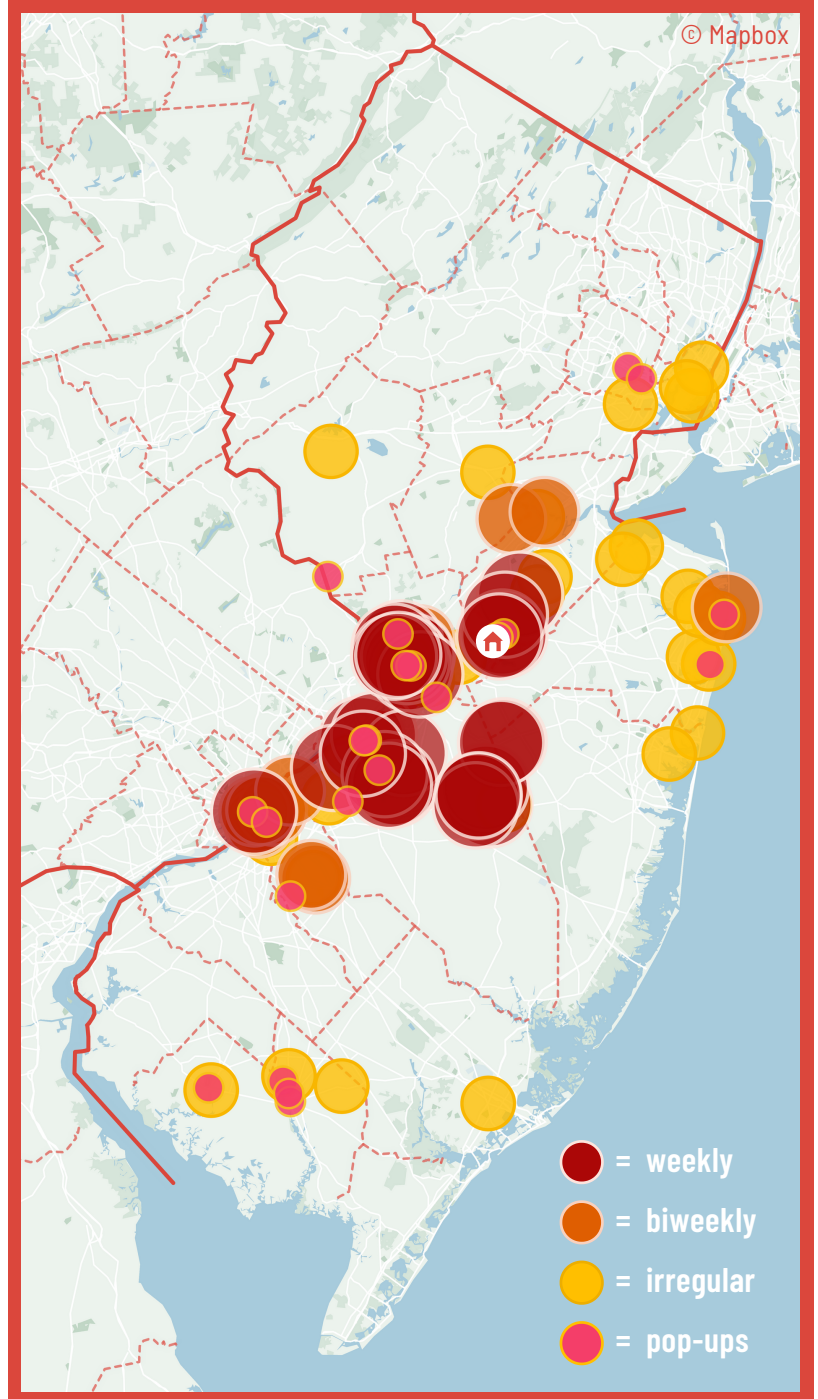 © Mapbox
= weekly
= biweekly
= irregular
= pop-ups